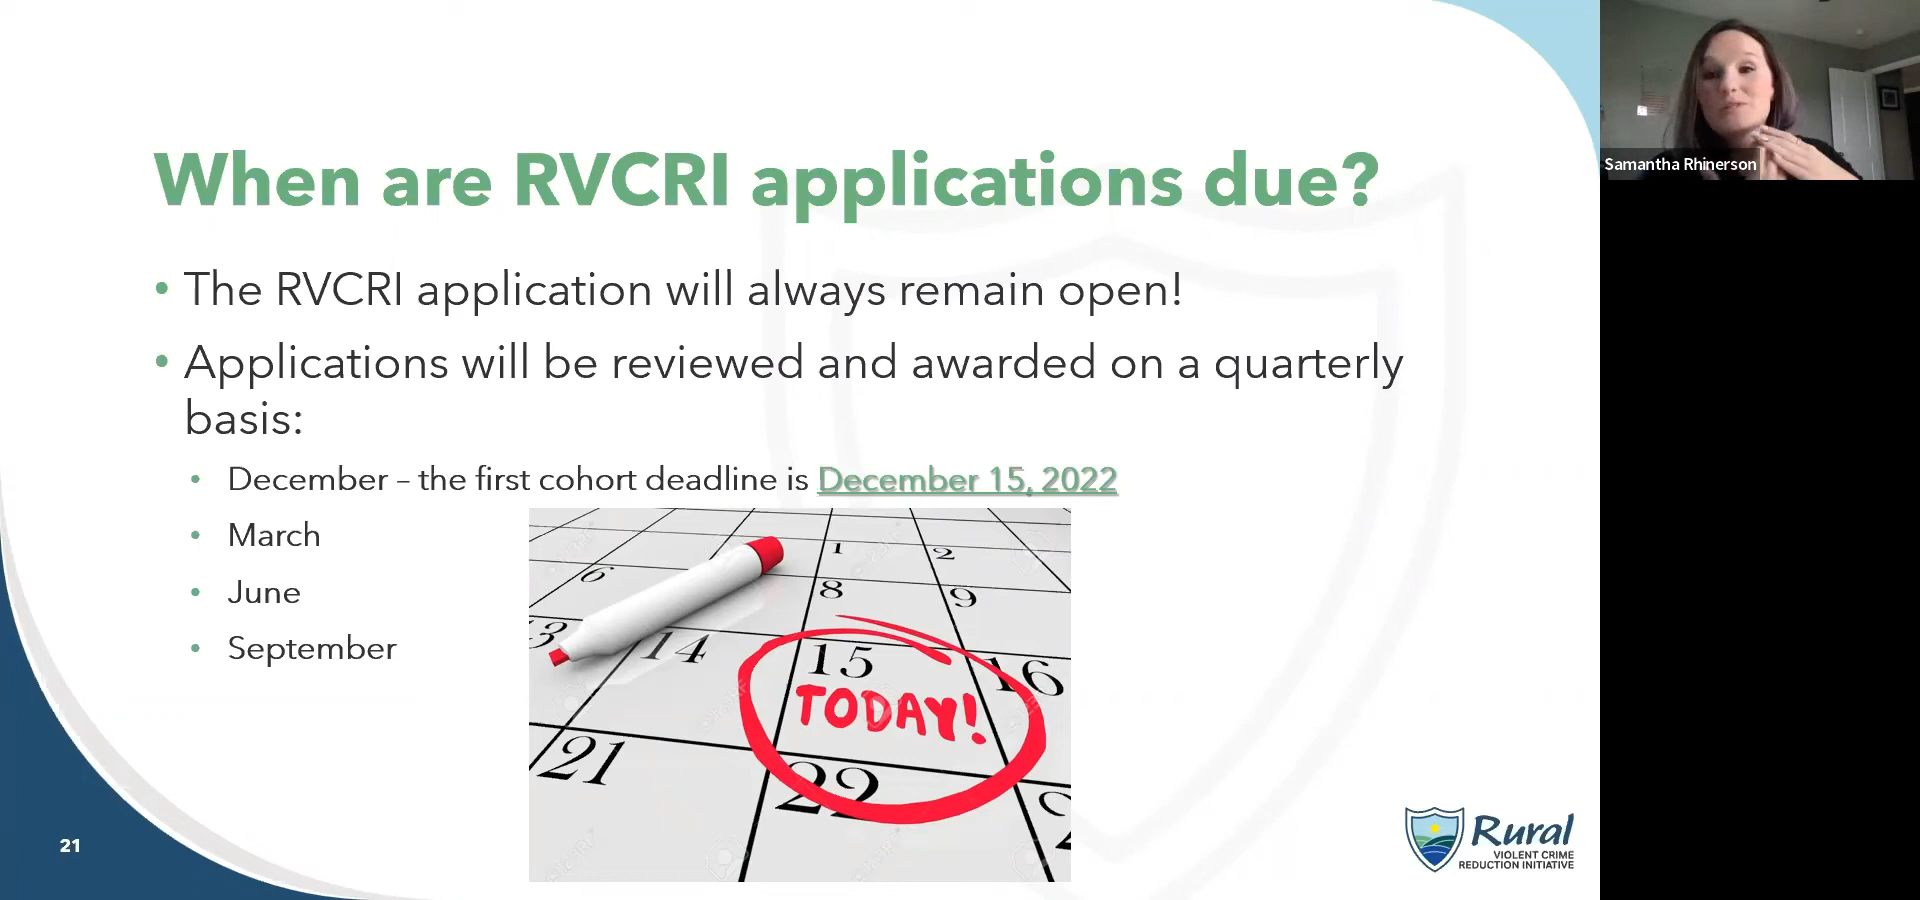 When are RVCRI applications due?
Samantha Rhinerson
• The RVCRI application will always remain open!
• Applications will be reviewed and awarded on a quarterly
basis:
• December – the first cohort deadline is December 15, 2022
• March
• June
• September
1 2
6 8 9
14 15 16
TODAY!
21 22
21
Rural
VIOLENT CRIME
REDUCTION INITIATIVE